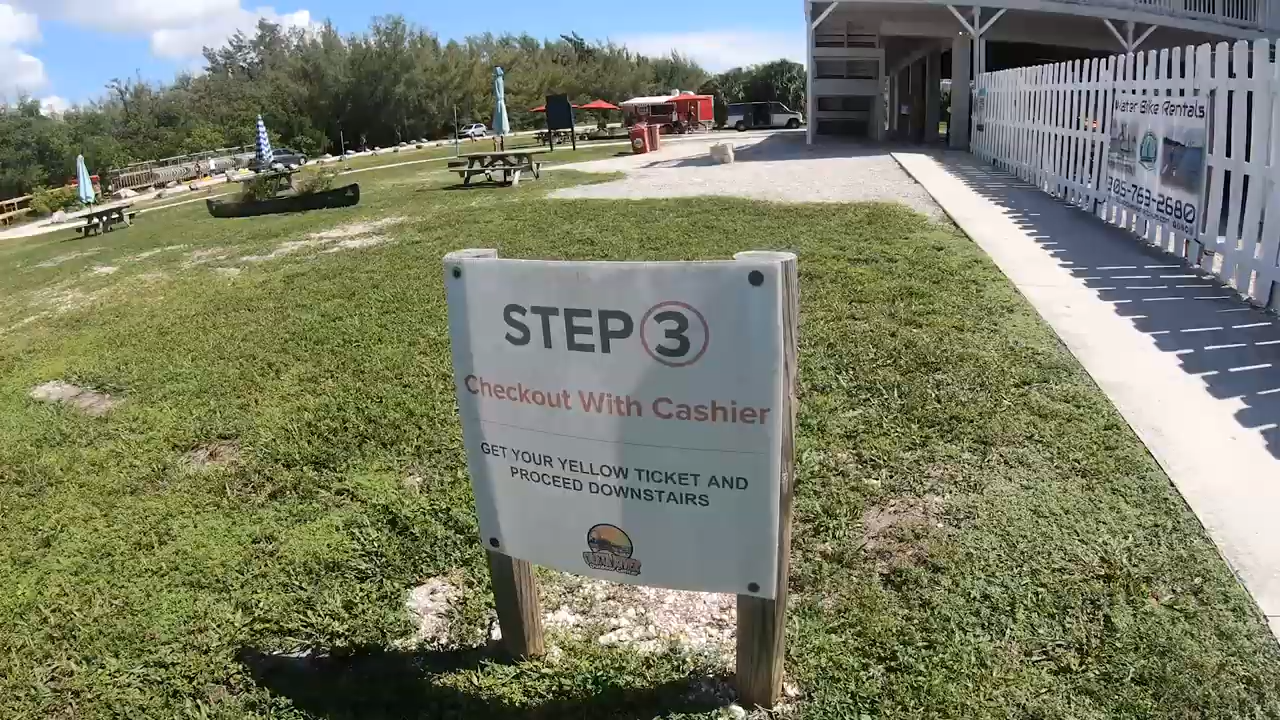 STEP 3
Checkout With Cashier
GET YOUR YELLOW TICKET AND
PROCEED DOWNSTAIRS
Water Bike Rentals
305-763-2680